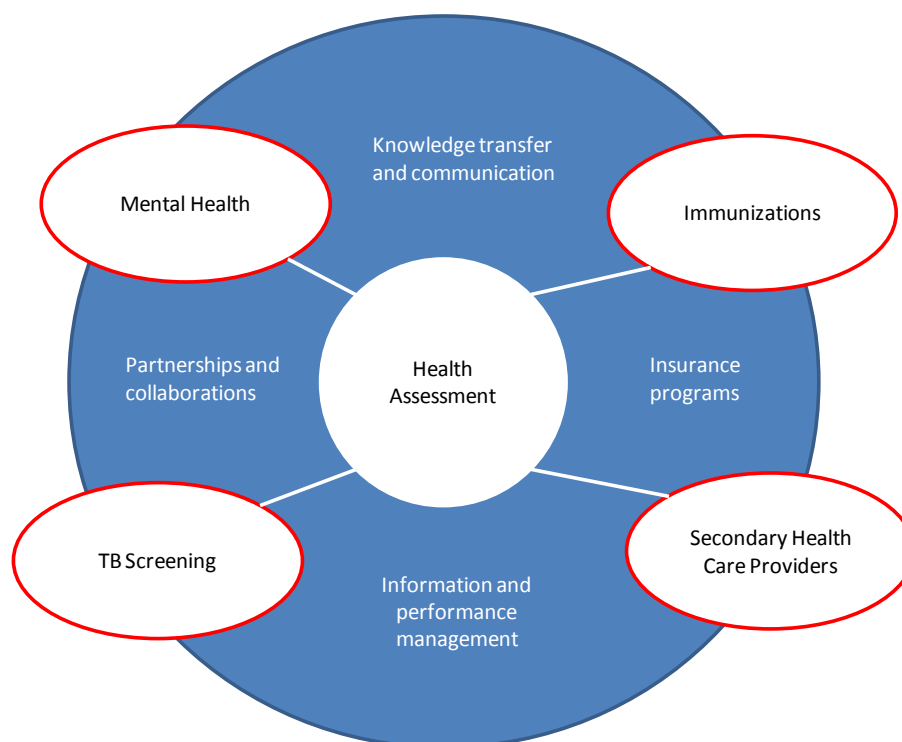 Knowledge transfer
and communication
Mental Health
Immunizations
Partnerships and
collaborations
Health
Assessment
Insurance
programs
TB Screening
Secondary Health
Care Providers
Information and
performance
management